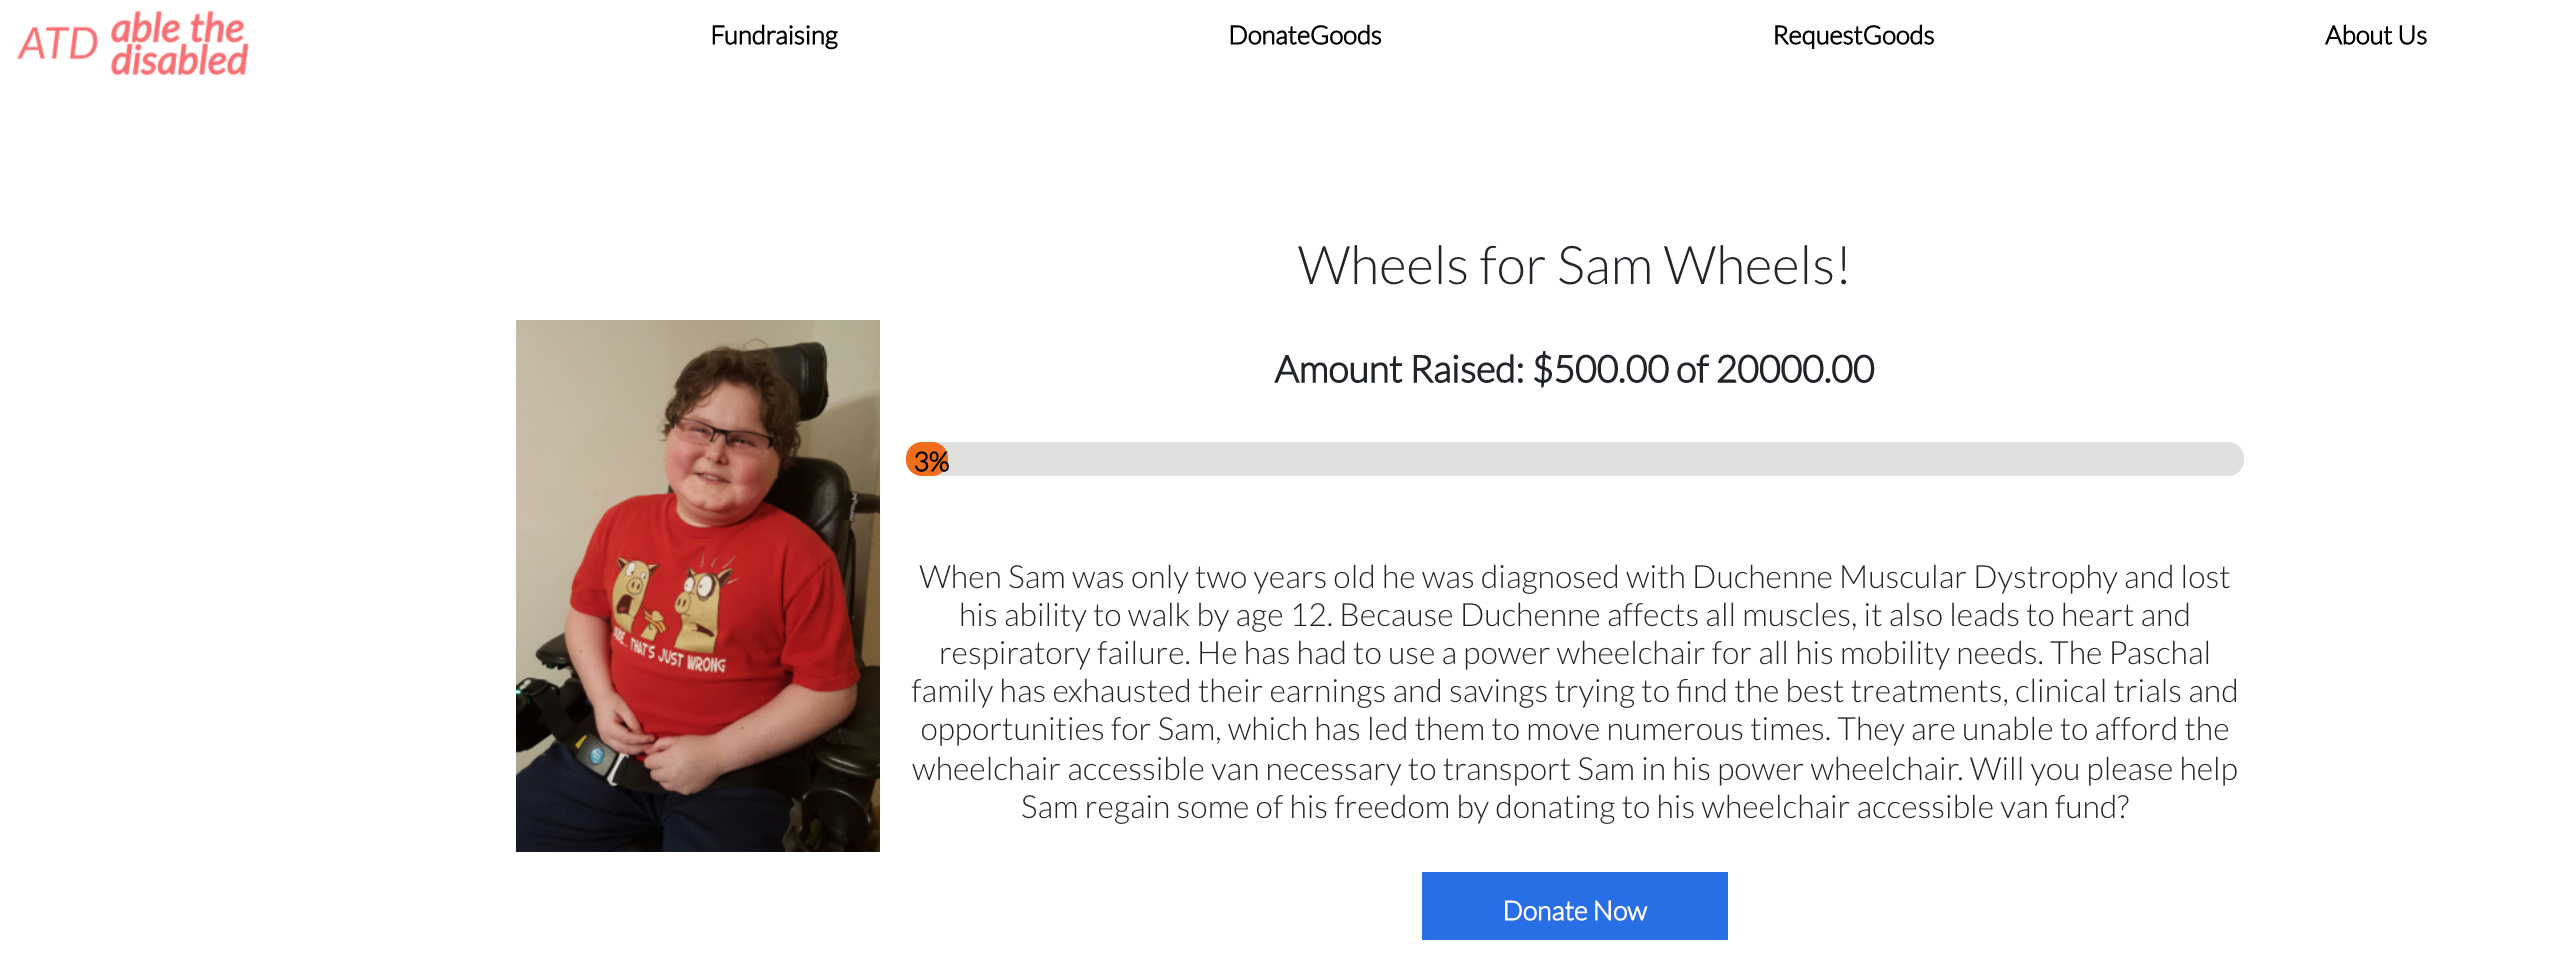 ATD able the
disabled
Fundraising
DonateGoods
RequestGoods
About Us
Wheels for Sam Wheels!
Amount Raised: $500.00 of 20000.00
3%
THAT'S JUST WRONG
When Sam was only two years old he was diagnosed with Duchenne Muscular Dystrophy and lost
his ability to walk by age 12. Because Duchenne affects all muscles, it also leads to heart and
respiratory failure. He has had to use a power wheelchair for all his mobility needs. The Paschal
family has exhausted their earnings and savings trying to find the best treatments, clinical trials and
opportunities for Sam, which has led them to move numerous times. They are unable to afford the
wheelchair accessible van necessary to transport Sam in his power wheelchair. Will you please help
Sam regain some of his freedom by donating to his wheelchair accessible van fund?
Donate Now